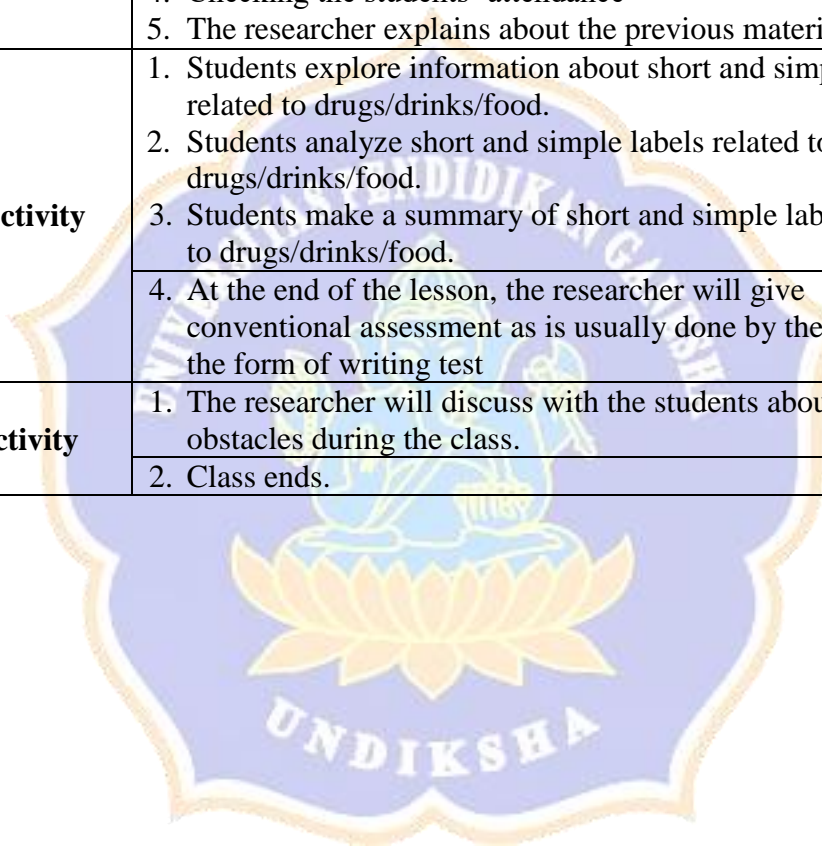 4. Checking the students' attendance
5. The researcher explains about the previous materi
1. Students explore information about short and simp
related to drugs/drinks/food.
2. Students analyze short and simple labels related to
drugs/drinks/food.
ctivity
3. Students make a summary of short and simple lab
to drugs/drinks/food.
4. At the end of the lesson, the researcher will give
conventional assessment as is usually done by the
the form of writing test
1. The researcher will discuss with the students abou
ctivity
obstacles during the class.
2. Class ends.
UNIVERSITAS PENDIDIKAN GANESHA
UNDIKSHA